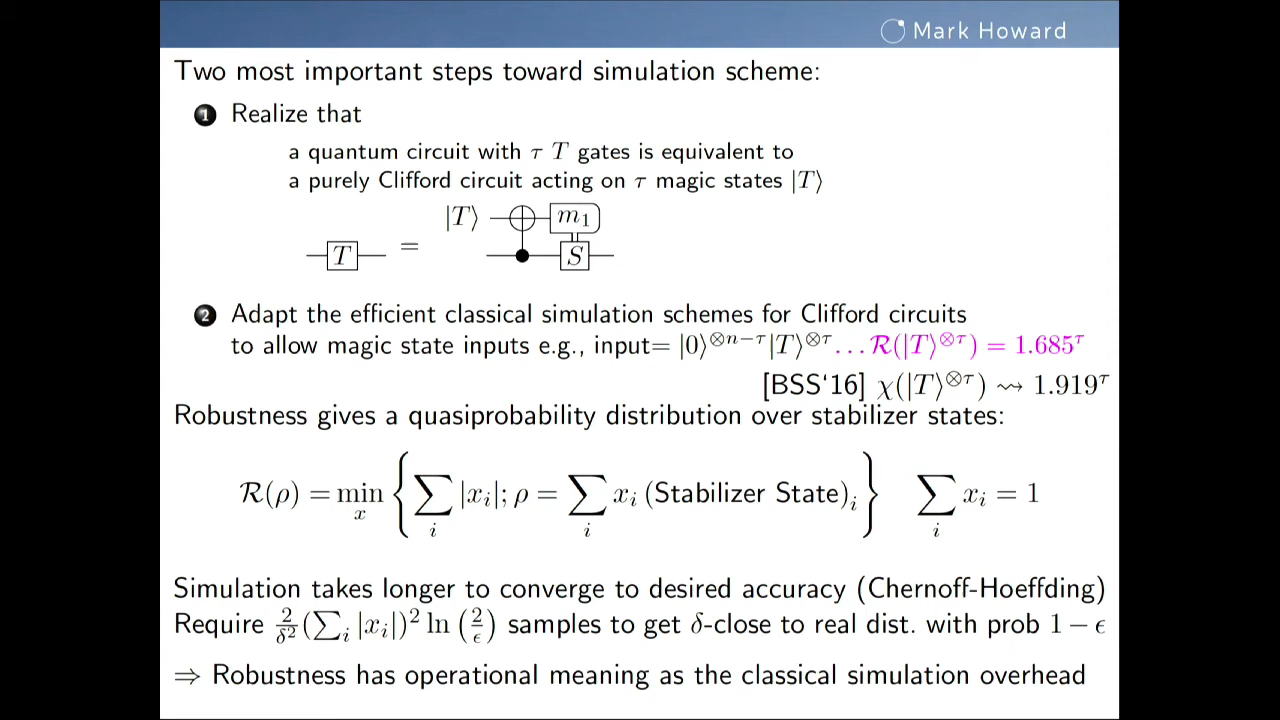 Mark Howard
Two most important steps toward simulation scheme:
1 Realize that
a quantum circuit with τ T gates is equivalent to
a purely Clifford circuit acting on τ magic states |T⟩
|T⟩ m₁
T = S
2 Adapt the efficient classical simulation schemes for Clifford circuits
to allow magic state inputs e.g., input= |0⟩^{⊗n−τ}|T⟩^{⊗τ}...R(|T⟩^{⊗τ}) = 1.685^τ
[BSS'16] χ(|T⟩^{⊗τ}) ⇝ 1.919^τ
Robustness gives a quasiprobability distribution over stabilizer states:
R(ρ) = min_x { ∑_i |x_i|; ρ = ∑_i x_i (Stabilizer State)_i } ∑_i x_i = 1
Simulation takes longer to converge to desired accuracy (Chernoff-Hoeffding)
Require 2/δ² (∑_i |x_i|)² ln (2/ϵ) samples to get δ-close to real dist. with prob 1 − ϵ
⇒ Robustness has operational meaning as the classical simulation overhead